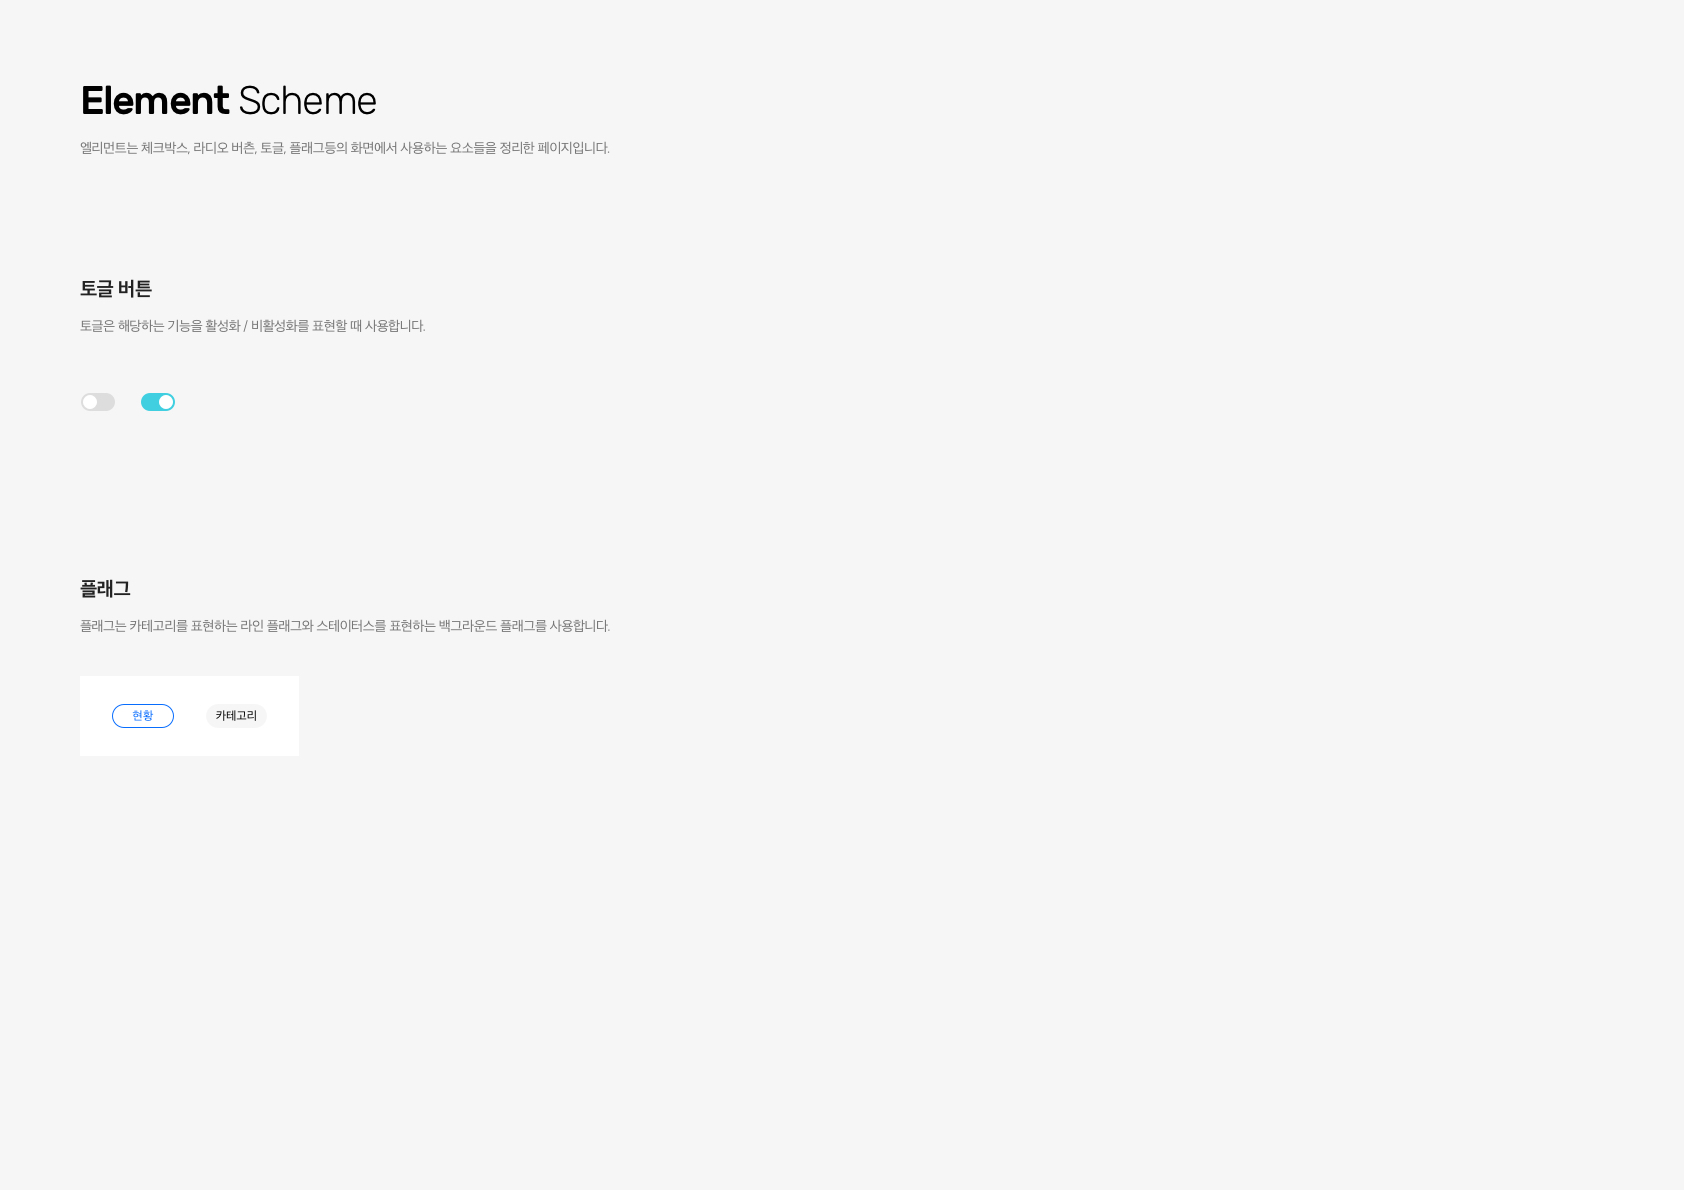 Element Scheme
엘리먼트는 체크박스, 라디오 버츤, 토글, 플래그등의 화면에서 사용하는 요소들을 정리한 페이지입니다.
토글 버튼
토글은 해당하는 기능을 활성화 / 비활성화를 표현할 때 사용합니다.
플래그
플래그는 카테고리를 표현하는 라인 플래그와 스테이터스를 표현하는 백그라운드 플래그를 사용합니다.
현황
카테고리